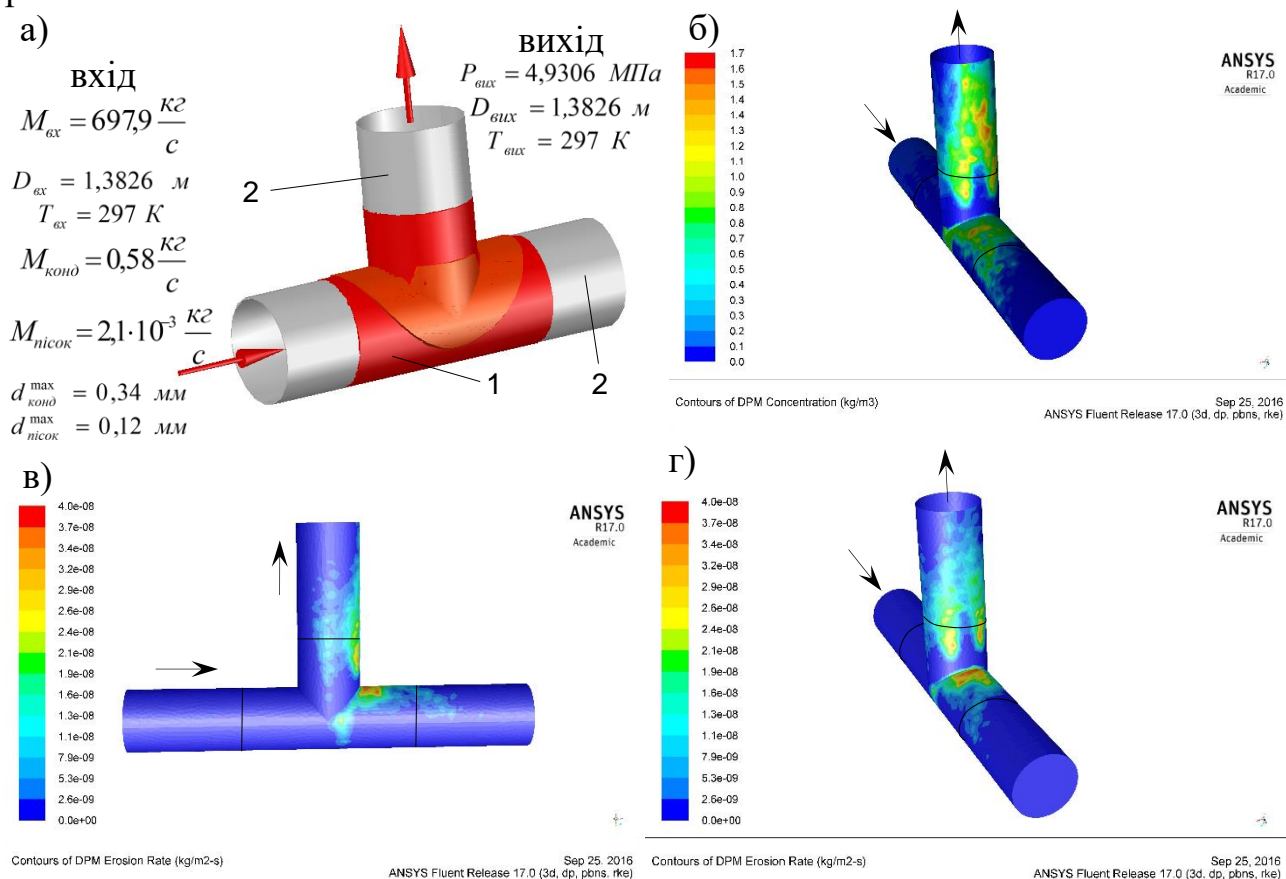 а)
вхід
M_вх = 697,9 кг/с
D_вх = 1,3826 м
T_вх = 297 К
M_конд = 0,58 кг/с
M_пісок = 2,1·10⁻³ кг/с
d_конд^max = 0,34 мм
d_пісок^max = 0,12 мм
вихід
P_вих = 4,9306 МПа
D_вих = 1,3826 м
T_вих = 297 К
2
1
2
б)
1.7
1.6
1.5
1.4
1.3
1.2
1.1
1.0
0.9
0.8
0.7
0.6
0.5
0.4
0.3
0.2
0.1
0.0
ANSYS
R17.0
Academic
Contours of DPM Concentration (kg/m3)
Sep 25, 2016
ANSYS Fluent Release 17.0 (3d, dp, pbns, rke)
в)
4.0e-08
3.7e-08
3.4e-08
3.2e-08
2.9e-08
2.6e-08
2.4e-08
2.1e-08
1.9e-08
1.6e-08
1.3e-08
1.1e-08
7.9e-09
5.3e-09
2.6e-09
0.0e+00
ANSYS
R17.0
Academic
Contours of DPM Erosion Rate (kg/m2-s)
Sep 25. 2016
ANSYS Fluent Release 17.0 (3d, dp, pbns. rke)
г)
4.0e-08
3.7e-08
3.4e-08
3.2e-08
2.9e-08
2.6e-08
2.4e-08
2.1e-08
1.9e-08
1.6e-08
1.3e-08
1.1e-08
7.9e-09
5.3e-09
2.6e-09
0.0e+00
ANSYS
R17.0
Academic
Contours of DPM Erosion Rate (kg/m2-s)
Sep 25, 2016
ANSYS Fluent Release 17.0 (3d, dp, pbns, rke)